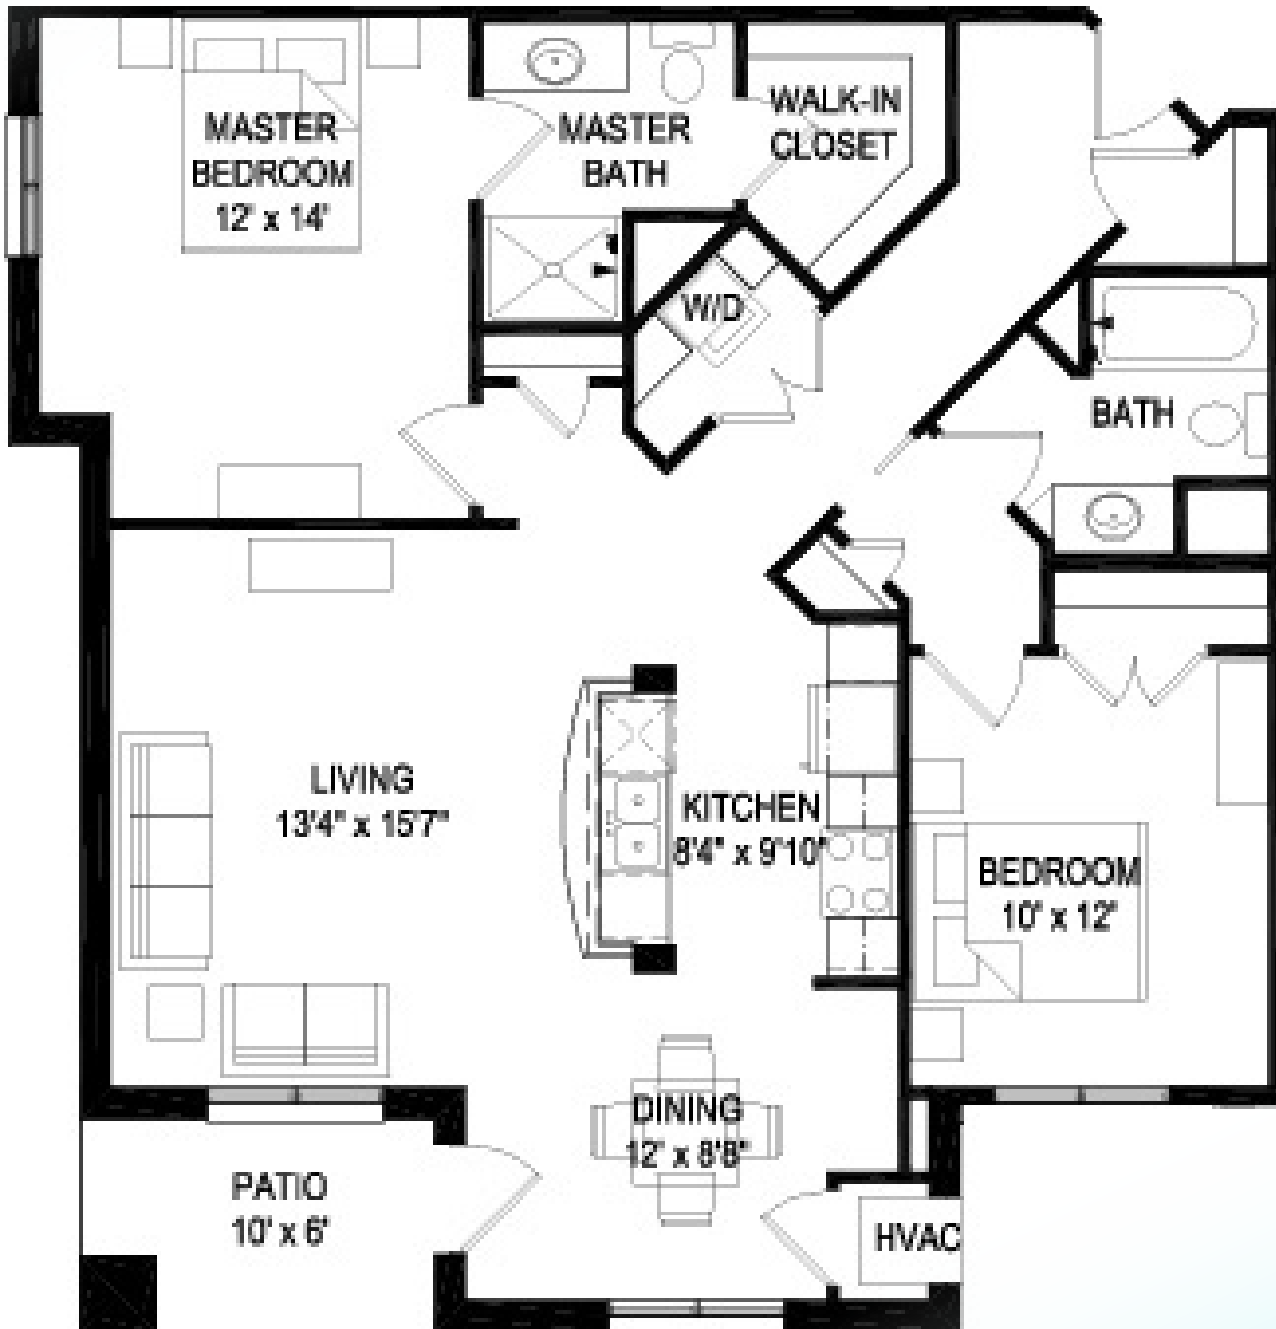 MASTER
BEDROOM
12' x 14'
MASTER
BATH
WALK-IN
CLOSET
W/D
BATH
LIVING
13'4" x 15'7"
KITCHEN
8'4" x 9'10"
BEDROOM
10' x 12'
DINING
12' x 8'8"
PATIO
10' x 6'
HVAC